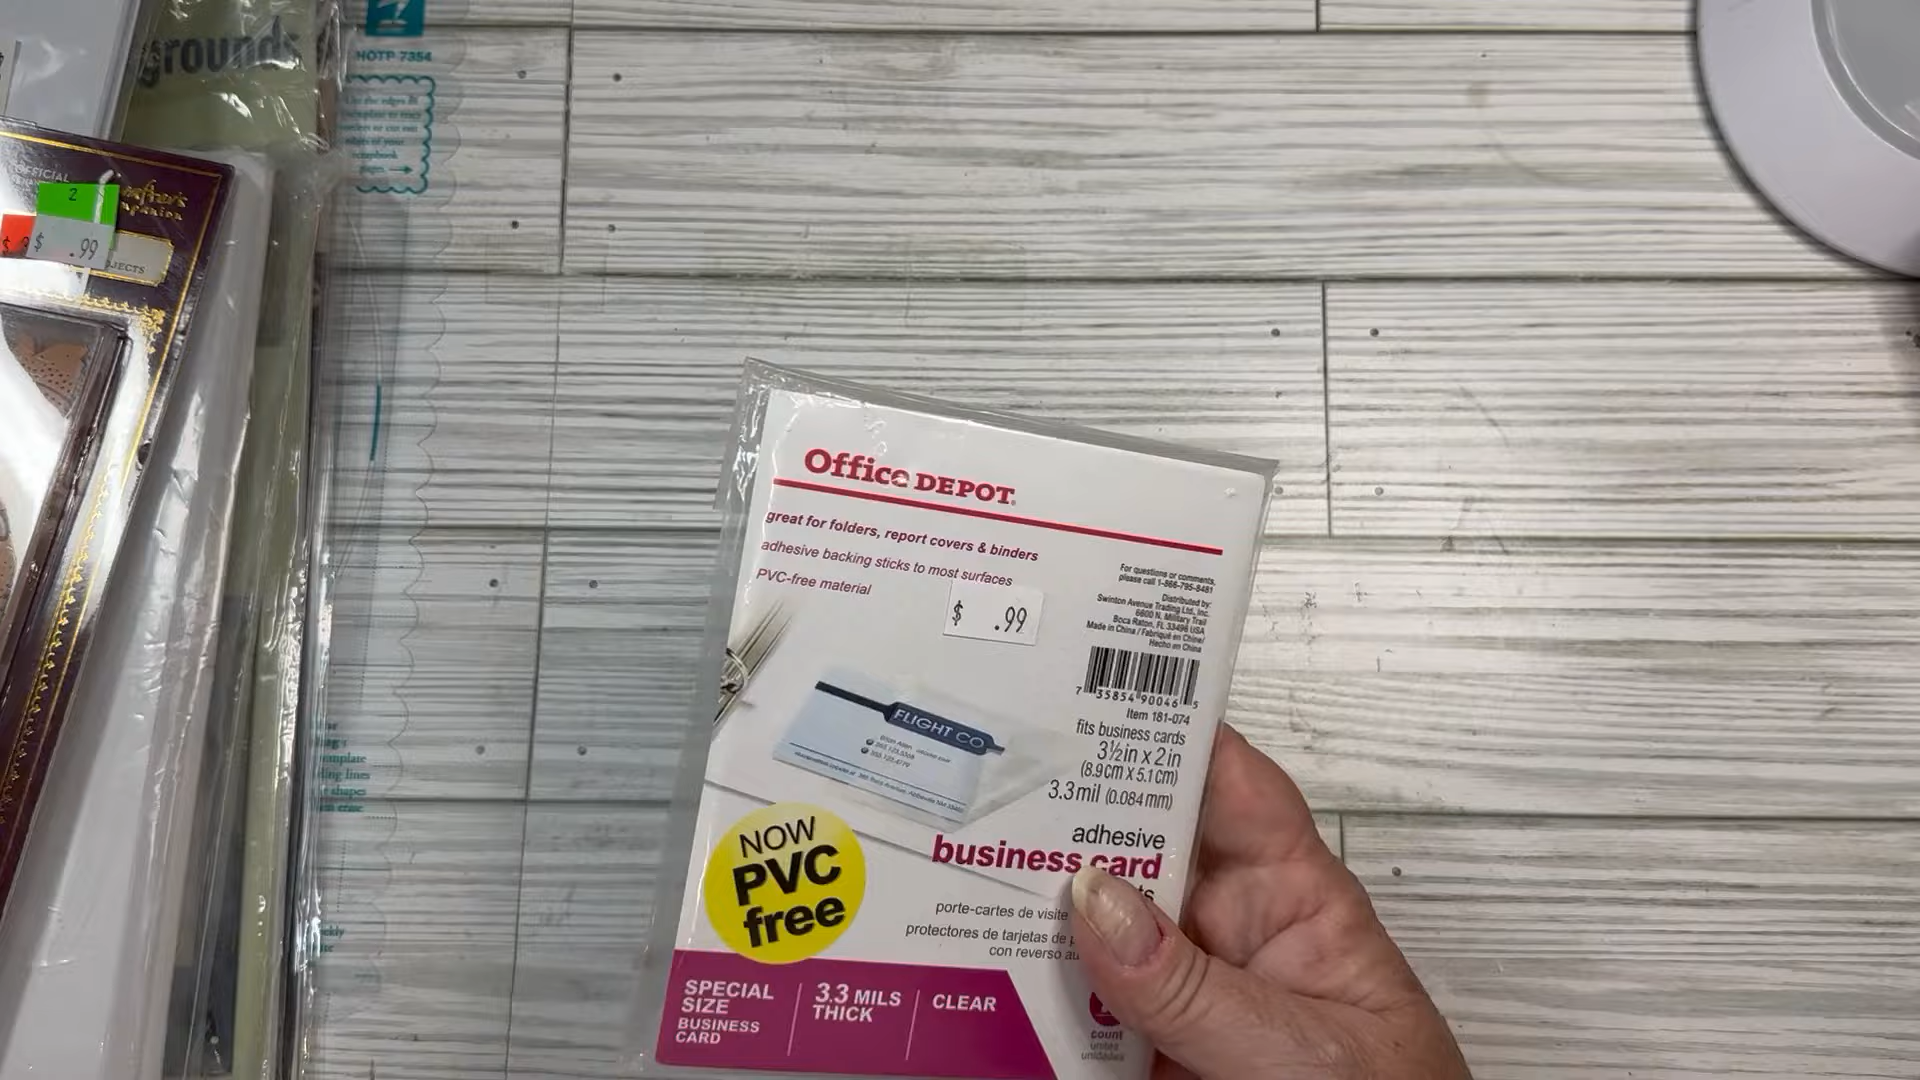 grounds
HOTP 7354
OFFICIAL
2
$ .99
Office DEPOT
great for folders, report covers & binders
adhesive backing sticks to most surfaces
PVC-free material
$ .99
For questions or comments,
please call 1-866-795-8481
Distributed by:
Swinton Avenue Trading Ltd., Inc.
6600 N. Military Trail
Boca Raton, FL 33496 USA
Made in China / Fabriqué en Chine/
Hecho en China
7 35854 90046 5
Item 181-074
fits business cards
3½in x 2in
(8.9cm x 5.1cm)
3.3mil (0.084mm)
FLIGHT CO
adhesive
business card
porte-cartes de visite
protectores de tarjetas de
con reverso
NOW
PVC
free
SPECIAL
SIZE
BUSINESS
CARD
3.3 MILS
THICK
CLEAR
count
unités
unidades